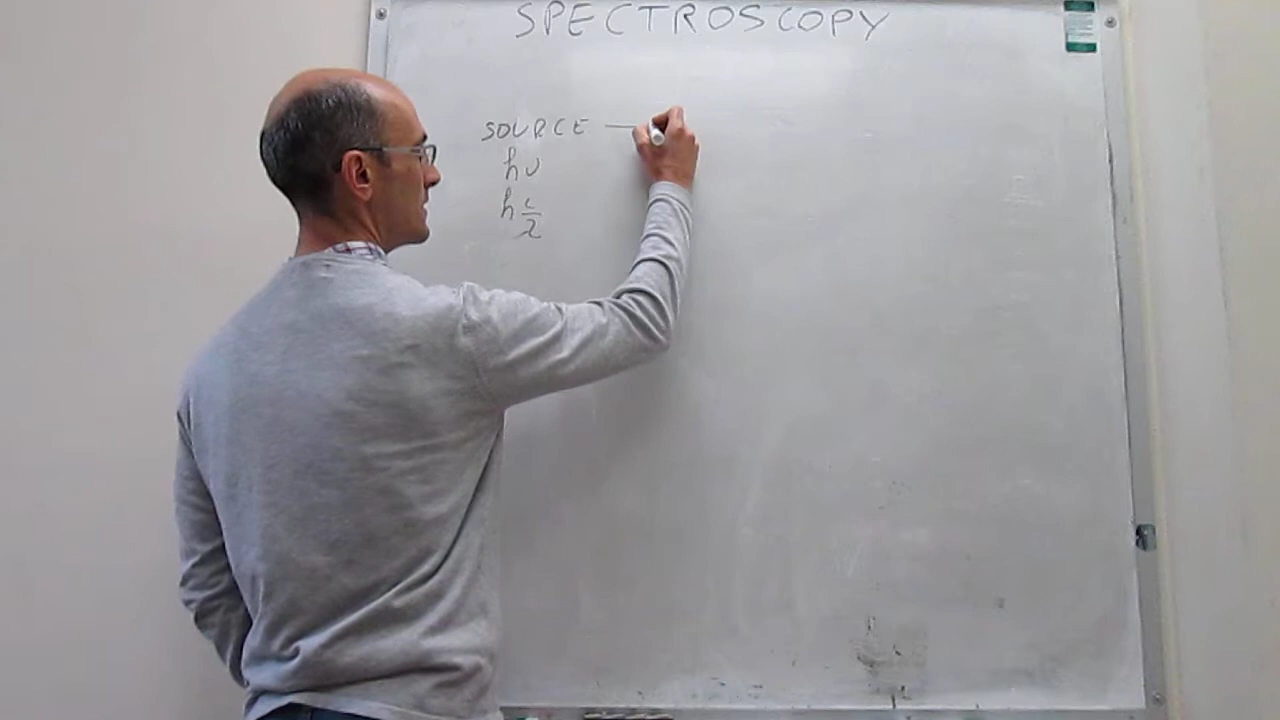 SPECTROSCOPY
SOURCE —
hν
h c/λ